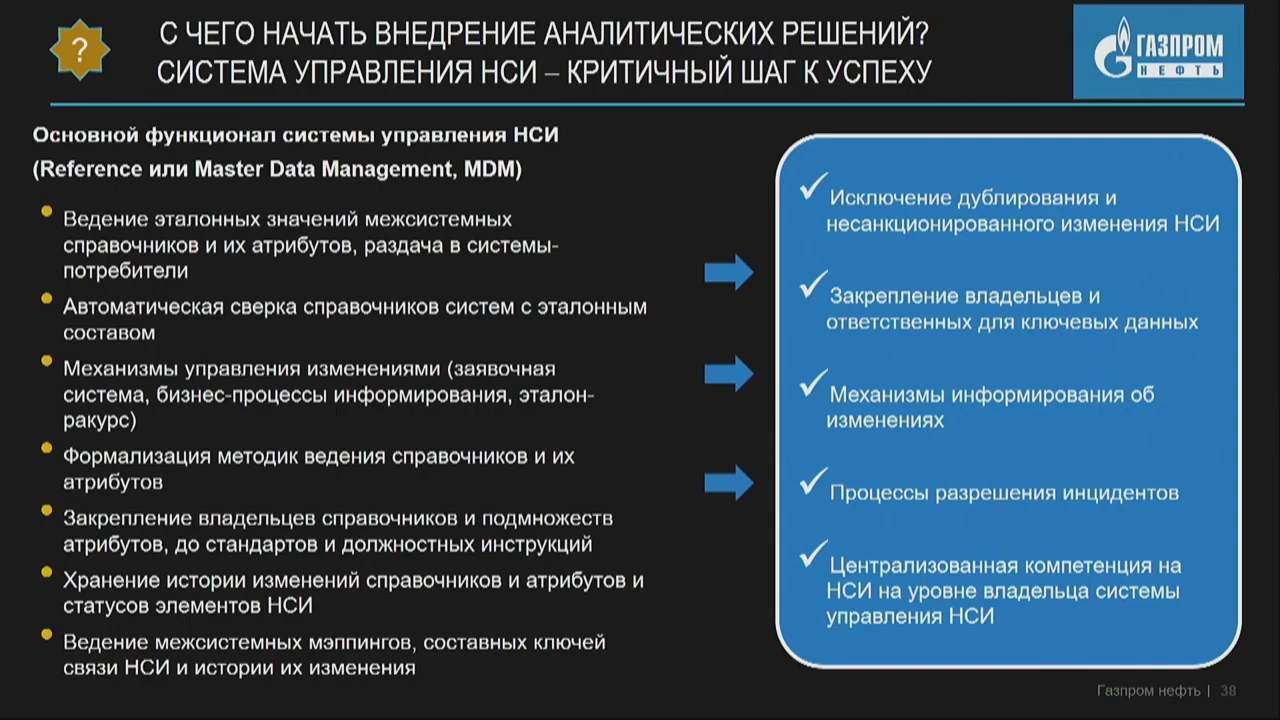 ?
С ЧЕГО НАЧАТЬ ВНЕДРЕНИЕ АНАЛИТИЧЕСКИХ РЕШЕНИЙ?
СИСТЕМА УПРАВЛЕНИЯ НСИ – КРИТИЧНЫЙ ШАГ К УСПЕХУ
ГАЗПРОМ
НЕФТЬ
Основной функционал системы управления НСИ
(Reference или Master Data Management, MDM)
Ведение эталонных значений межсистемных
справочников и их атрибутов, раздача в системы-
потребители
Автоматическая сверка справочников систем с эталонным
составом
Механизмы управления изменениями (заявочная
система, бизнес-процессы информирования, эталон-
ракурс)
Формализация методик ведения справочников и их
атрибутов
Закрепление владельцев справочников и подмножеств
атрибутов, до стандартов и должностных инструкций
Хранение истории изменений справочников и атрибутов и
статусов элементов НСИ
Ведение межсистемных мэппингов, составных ключей
связи НСИ и истории их изменения
Исключение дублирования и
несанкционированного изменения НСИ
Закрепление владельцев и
ответственных для ключевых данных
Механизмы информирования об
изменениях
Процессы разрешения инцидентов
Централизованная компетенция на
НСИ на уровне владельца системы
управления НСИ
Газпром нефть | 38